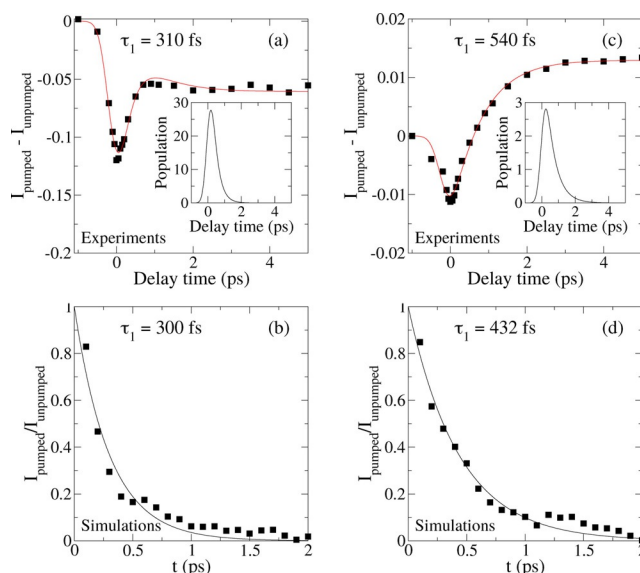 τ1 = 310 fs (a)
0
-0.05
-0.1
-0.15
-0.2
Ipumped - Iunpumped
30
20
10
0
Population
0 2 4
Delay time (ps)
Experiments
0 2 4
Delay time (ps)
τ1 = 540 fs (c)
0.02
0.01
0
-0.01
-0.02
Ipumped - Iunpumped
3
2
1
0
Population
0 2 4
Delay time (ps)
Experiments
0 2 4
Delay time (ps)
τ1 = 300 fs (b)
1
0.8
0.6
0.4
0.2
0
Ipumped/Iunpumped
Simulations
0 0.5 1 1.5 2
t (ps)
τ1 = 432 fs (d)
1
0.8
0.6
0.4
0.2
0
Ipumped/Iunpumped
Simulations
0 0.5 1 1.5 2
t (ps)